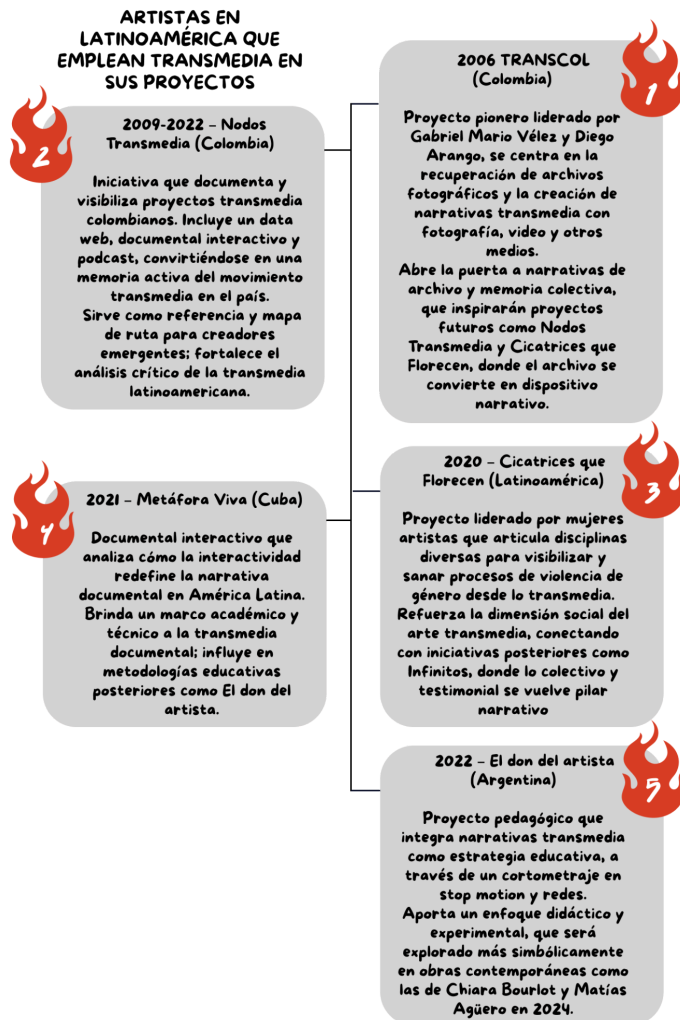 ARTISTAS EN
LATINOAMÉRICA QUE
EMPLEAN TRANSMEDIA EN
SUS PROYECTOS
1
2006 TRANSCOL
(Colombia)
Proyecto pionero liderado por
Gabriel Mario Vélez y Diego
Arango, se centra en la
recuperación de archivos
fotográficos y la creación de
narrativas transmedia con
fotografía, video y otros
medios.
Abre la puerta a narrativas de
archivo y memoria colectiva,
que inspirarán proyectos
futuros como Nodos
Transmedia y Cicatrices que
Florecen, donde el archivo se
convierte en dispositivo
narrativo.
2
2009-2022 – Nodos
Transmedia (Colombia)
Iniciativa que documenta y
visibiliza proyectos transmedia
colombianos. Incluye un data
web, documental interactivo y
podcast, convirtiéndose en una
memoria activa del movimiento
transmedia en el país.
Sirve como referencia y mapa
de ruta para creadores
emergentes; fortalece el
análisis crítico de la transmedia
latinoamericana.
3
2020 – Cicatrices que
Florecen (Latinoamérica)
Proyecto liderado por mujeres
artistas que articula disciplinas
diversas para visibilizar y
sanar procesos de violencia de
género desde lo transmedia.
Refuerza la dimensión social del
arte transmedia, conectando
con iniciativas posteriores como
Infinitos, donde lo colectivo y
testimonial se vuelve pilar
narrativo
4
2021 – Metáfora Viva (Cuba)
Documental interactivo que
analiza cómo la interactividad
redefine la narrativa
documental en América Latina.
Brinda un marco académico y
técnico a la transmedia
documental; influye en
metodologías educativas
posteriores como El don del
artista.
5
2022 – El don del artista
(Argentina)
Proyecto pedagógico que
integra narrativas transmedia
como estrategia educativa, a
través de un cortometraje en
stop motion y redes.
Aporta un enfoque didáctico y
experimental, que será
explorado más simbólicamente
en obras contemporáneas como
las de Chiara Bourlot y Matías
Agüero en 2024.